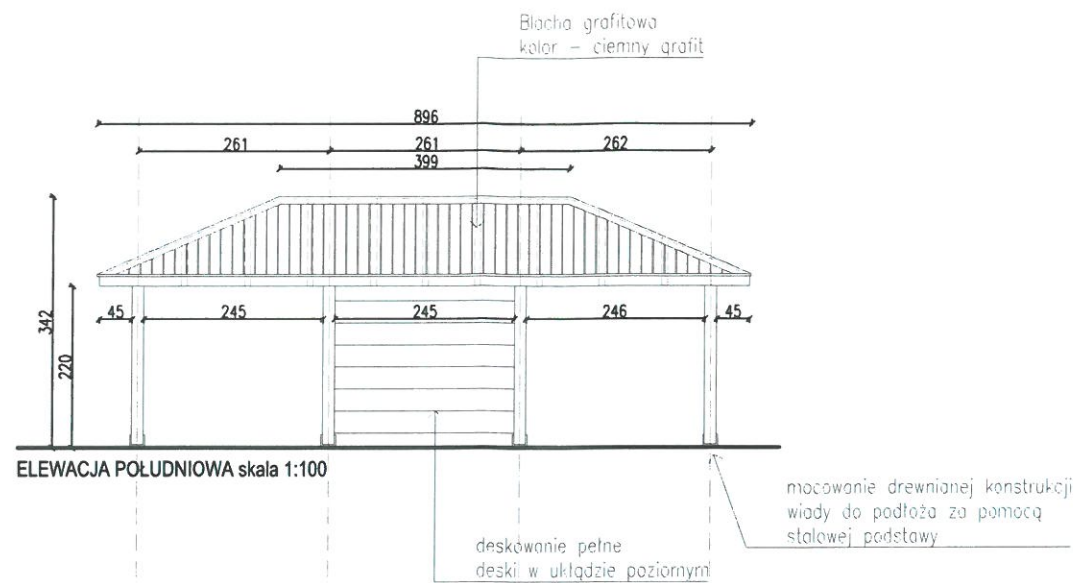 Blacha grafitowa
kolor – ciemny grafit
896
261 261 262
399
45 245 245 246 45
342
220
ELEWACJA POŁUDNIOWA skala 1:100
mocowanie drewnianej konstrukcji
wiady do podłoża za pomocą
stalowej podstawy
deskowanie pełne
deski w układzie poziomym